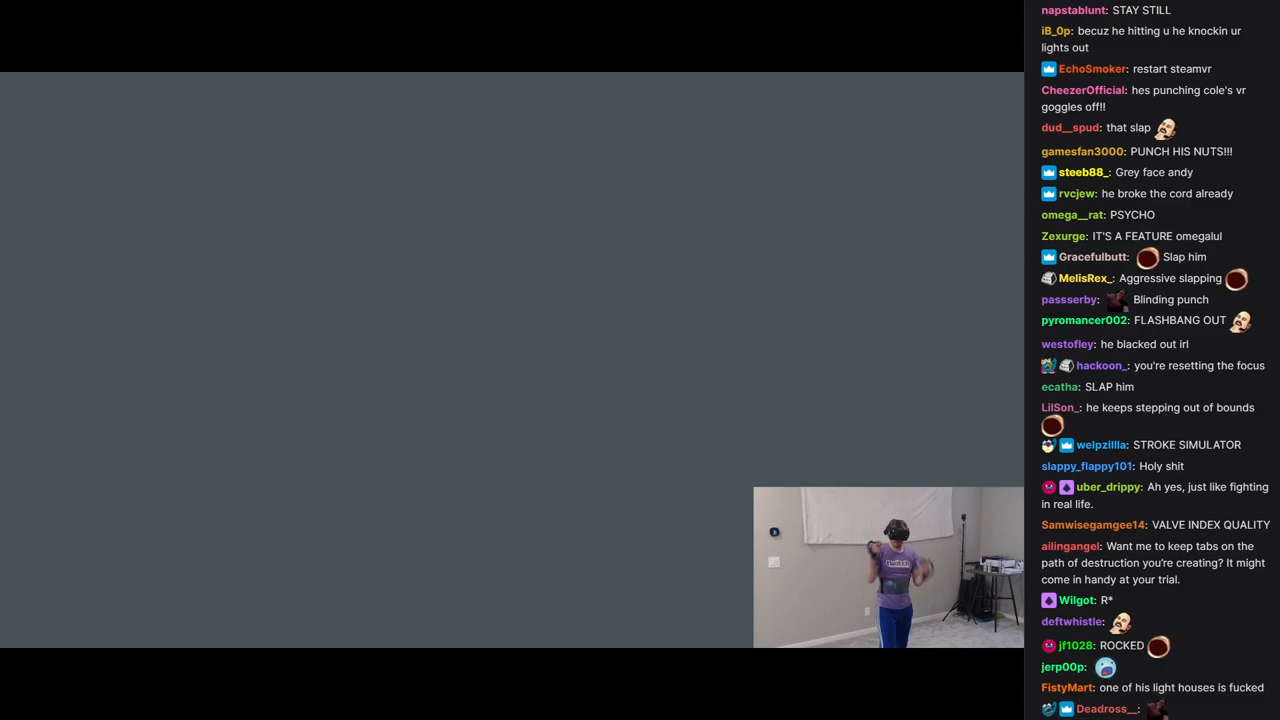 napstablunt: STAY STILL
iB_0p: becuz he hitting u he knockin ur
lights out
EchoSmoker: restart steamvr
CheezerOfficial: hes punching cole's vr
goggles off!!
dud__spud: that slap
gamesfan3000: PUNCH HIS NUTS!!!
steeb88_: Grey face andy
rvcjew: he broke the cord already
omega__rat: PSYCHO
Zexurge: IT'S A FEATURE omegalul
Gracefulbutt: Slap him
MelisRex_: Aggressive slapping
passserby: Blinding punch
pyromancer002: FLASHBANG OUT
westofley: he blacked out irl
hackoon_: you're resetting the focus
ecatha: SLAP him
LilSon_: he keeps stepping out of bounds
welpzillla: STROKE SIMULATOR
slappy_flappy101: Holy shit
uber_drippy: Ah yes, just like fighting
in real life.
Samwisegamgee14: VALVE INDEX QUALITY
ailingangel: Want me to keep tabs on the
path of destruction you're creating? It might
come in handy at your trial.
Wilgot: R*
deftwhistle:
jf1028: ROCKED
jerp00p:
FistyMart: one of his light houses is fucked
Deadross__:
twitch